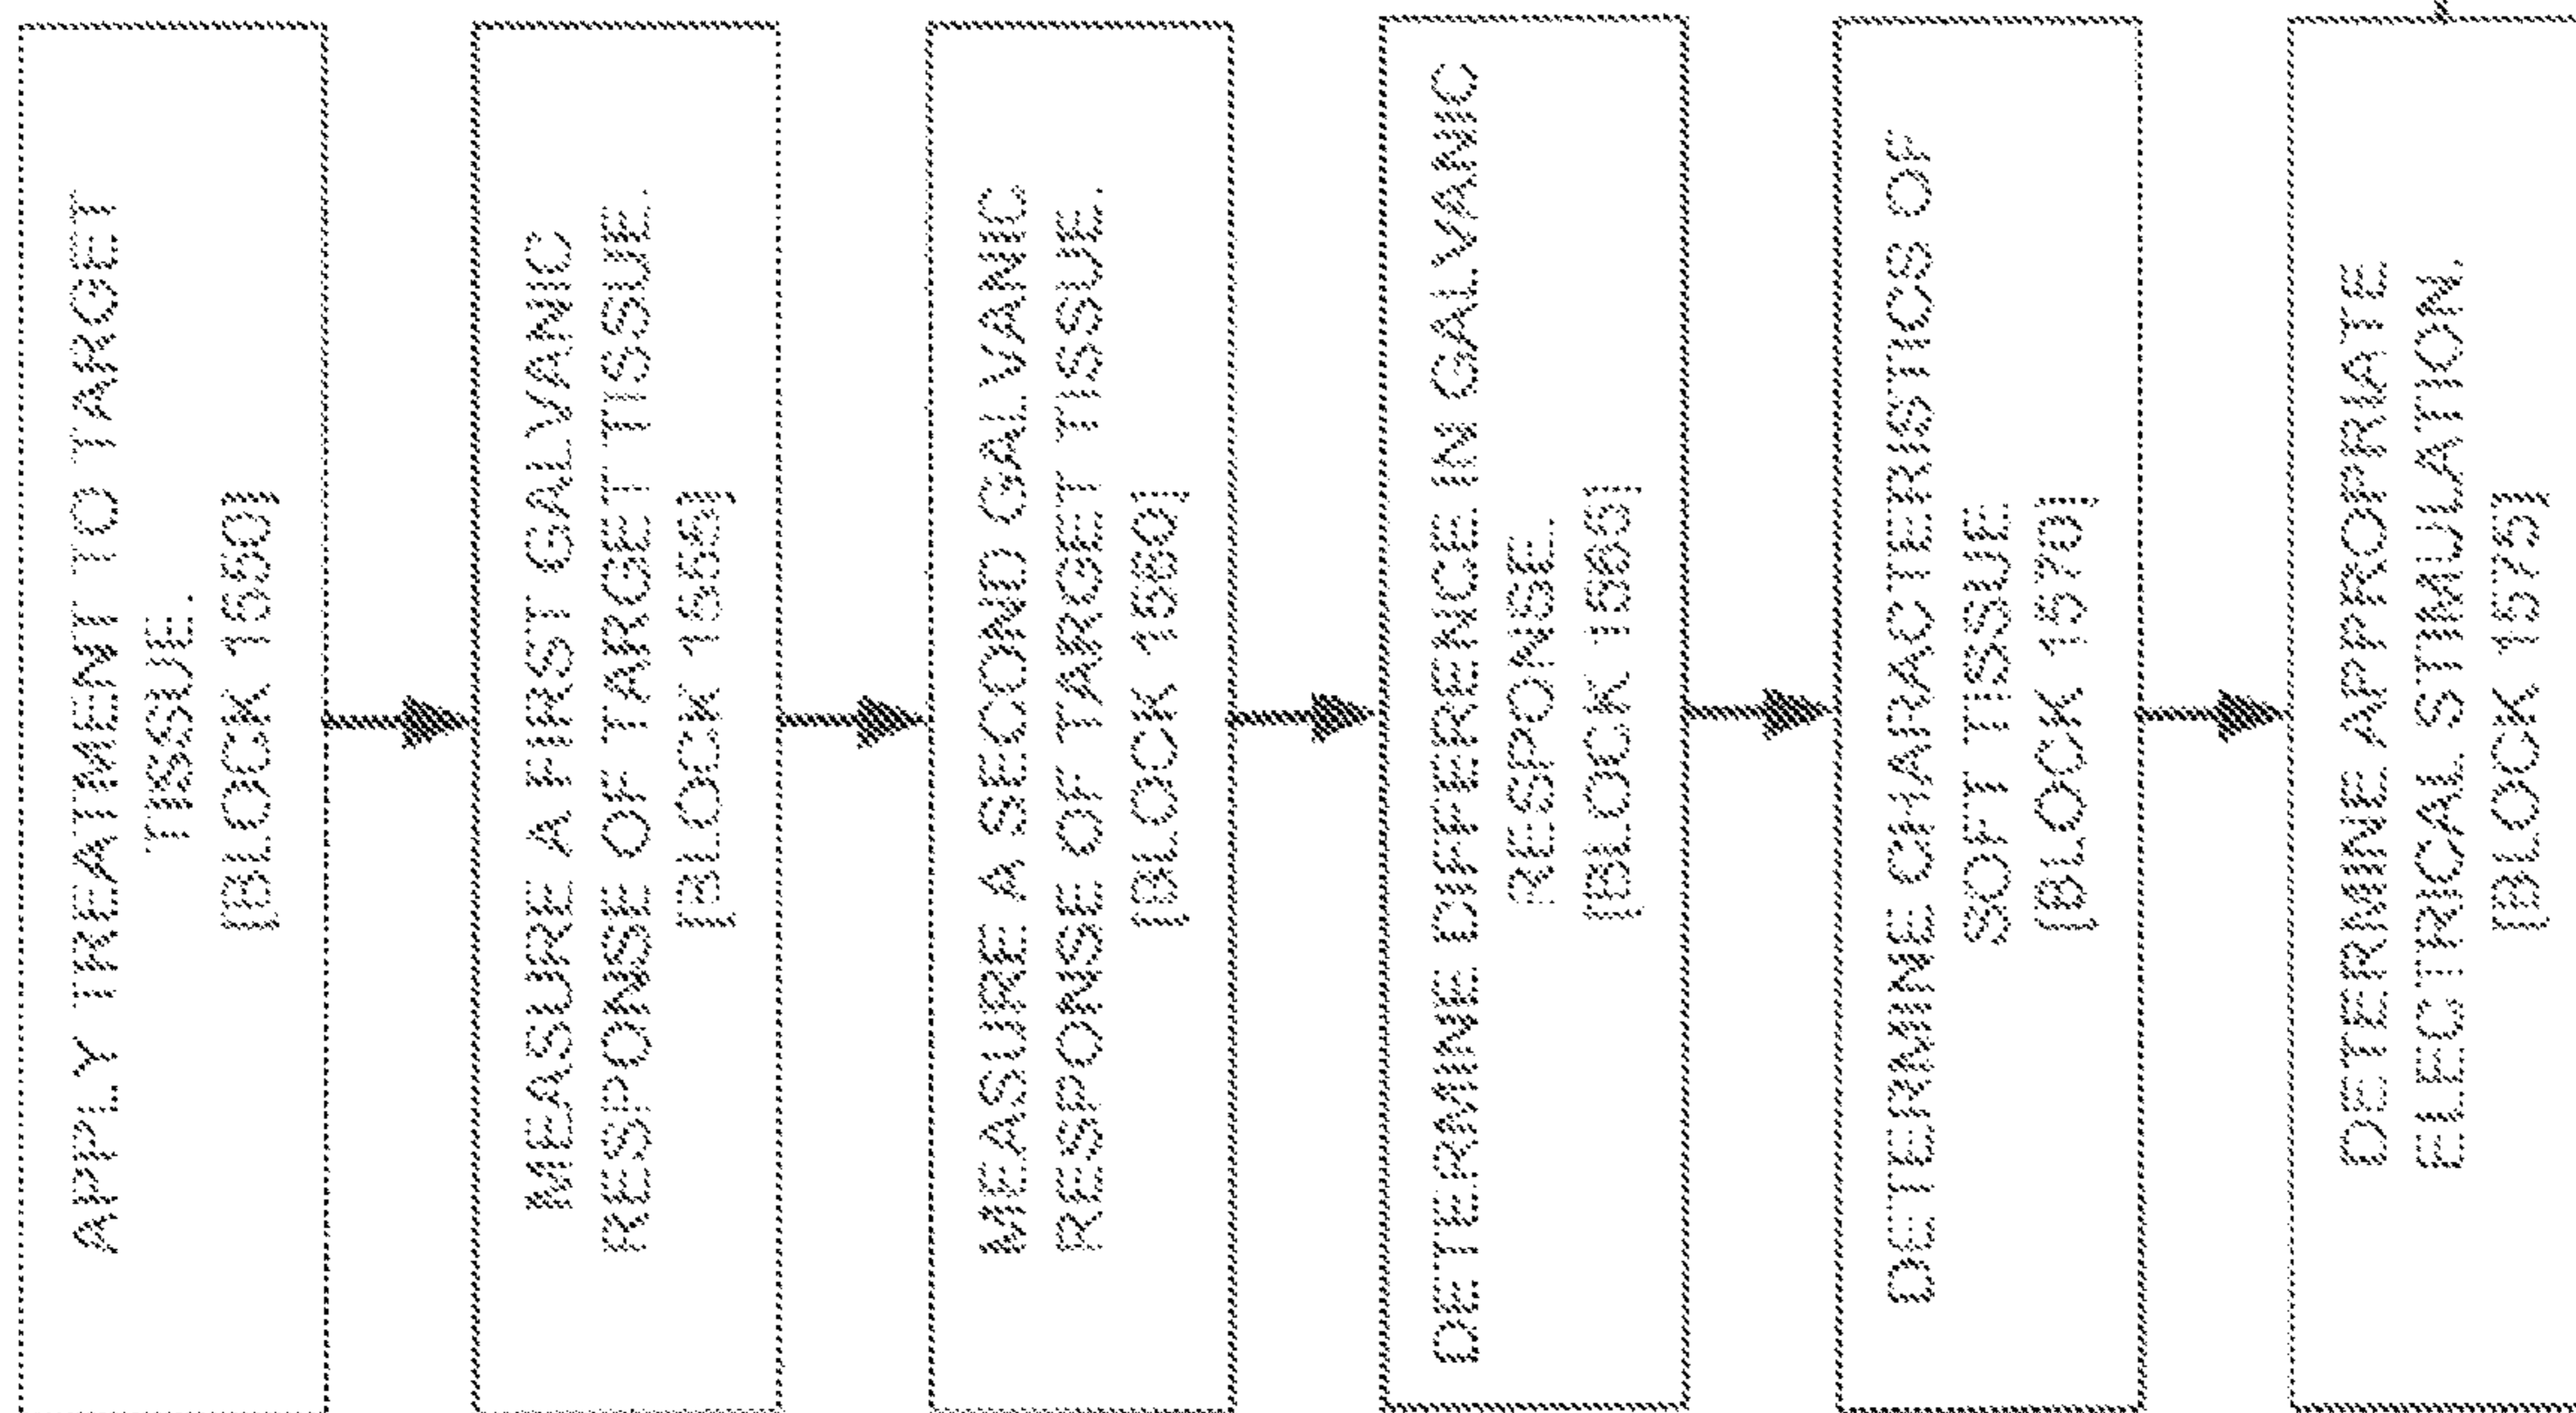 APPLY TREATMENT TO TARGET
TISSUE.
[BLOCK 1550]
MEASURE A FIRST GALVANIC
RESPONSE OF TARGET TISSUE.
[BLOCK 1555]
MEASURE A SECOND GALVANIC
RESPONSE OF TARGET TISSUE.
[BLOCK 1560]
DETERMINE DIFFERENCE IN GALVANIC
RESPONSE.
[BLOCK 1565]
DETERMINE CHARACTERISTICS OF
SOFT TISSUE
[BLOCK 1570]
DETERMINE APPROPRIATE
ELECTRICAL STIMULATION.
[BLOCK 1575]